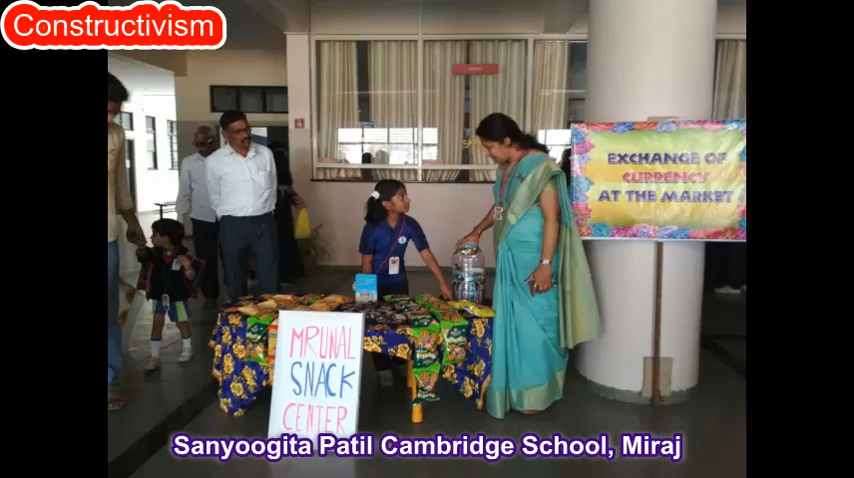 Constructivism
EXCHANGE OF
CURRENCY
AT THE MARKET
MRUNAL
SNACK
CENTER
Sanyoogita Patil Cambridge School, Miraj